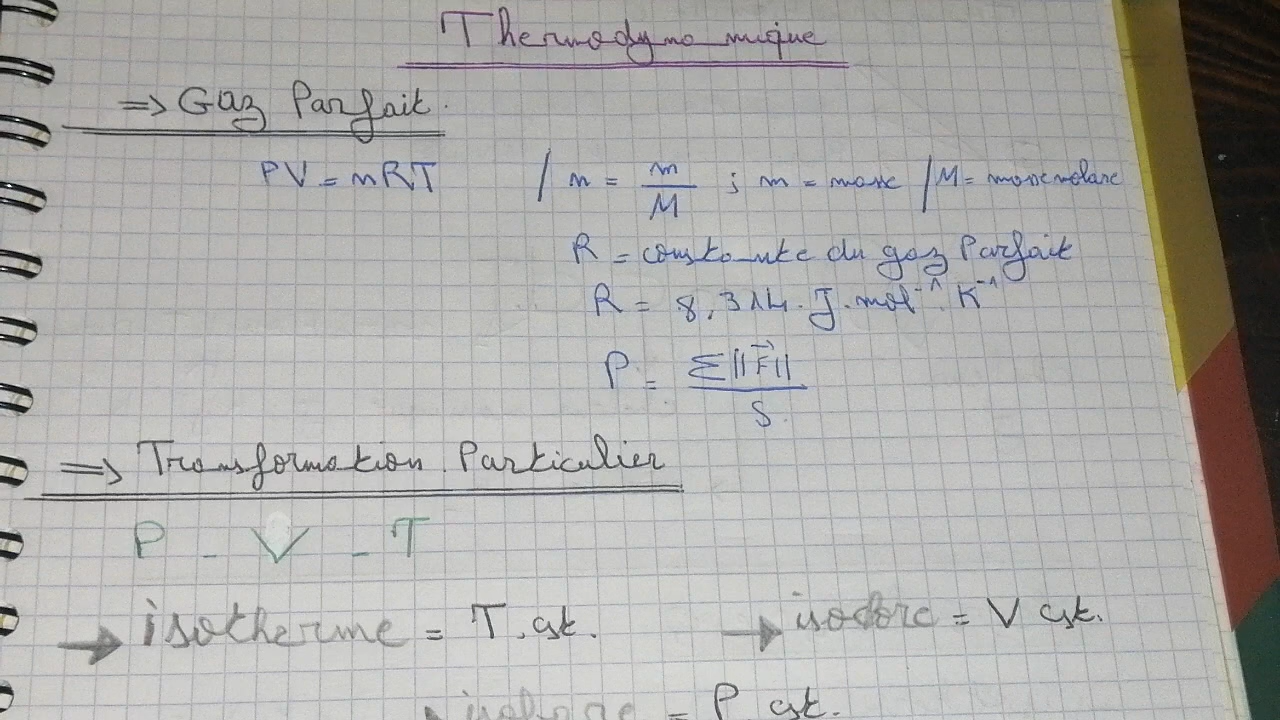 Thermodynamique
=> Gaz Parfait.
PV = nRT / n = m/M ; m = masse / M = masse molaire
R = constante du gaz Parfait
R = 8,314. J.mol⁻¹.K⁻¹
P = Σ||F⃗|| / S.
=> Transformation Particulier
P - V - T
→ isotherme = T. cst. → isochore = V cst.
= P cst.